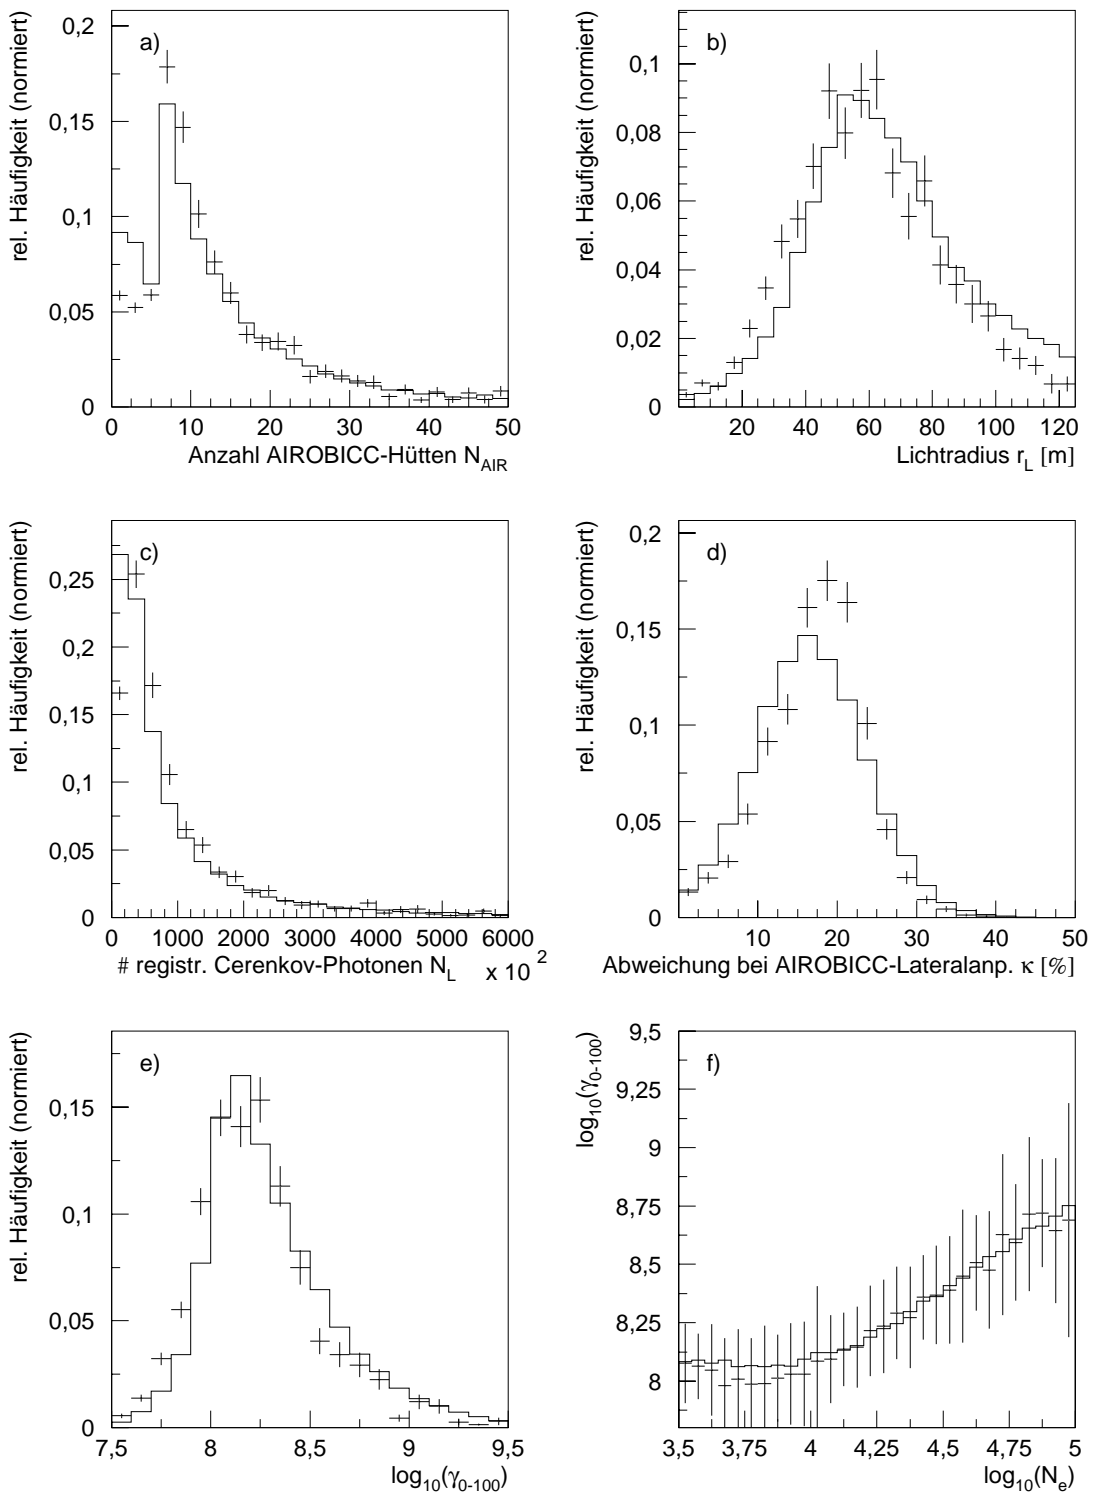 rel. Häufigkeit (normiert)
a)
0,2
0,15
0,1
0,05
0
0 10 20 30 40 50
Anzahl AIROBICC-Hütten N_AIR
rel. Häufigkeit (normiert)
b)
0,1
0,08
0,06
0,04
0,02
0
20 40 60 80 100 120
Lichtradius r_L [m]
rel. Häufigkeit (normiert)
c)
0,25
0,2
0,15
0,1
0,05
0
0 1000 2000 3000 4000 5000 6000
# registr. Cerenkov-Photonen N_L x 10^2
rel. Häufigkeit (normiert)
d)
0,2
0,15
0,1
0,05
0
10 20 30 40 50
Abweichung bei AIROBICC-Lateralanp. κ [%]
rel. Häufigkeit (normiert)
e)
0,15
0,1
0,05
0
7,5 8 8,5 9 9,5
log10(γ0-100)
log10(γ0-100)
f)
9,5
9,25
9
8,75
8,5
8,25
8
3,5 3,75 4 4,25 4,5 4,75 5
log10(Ne)